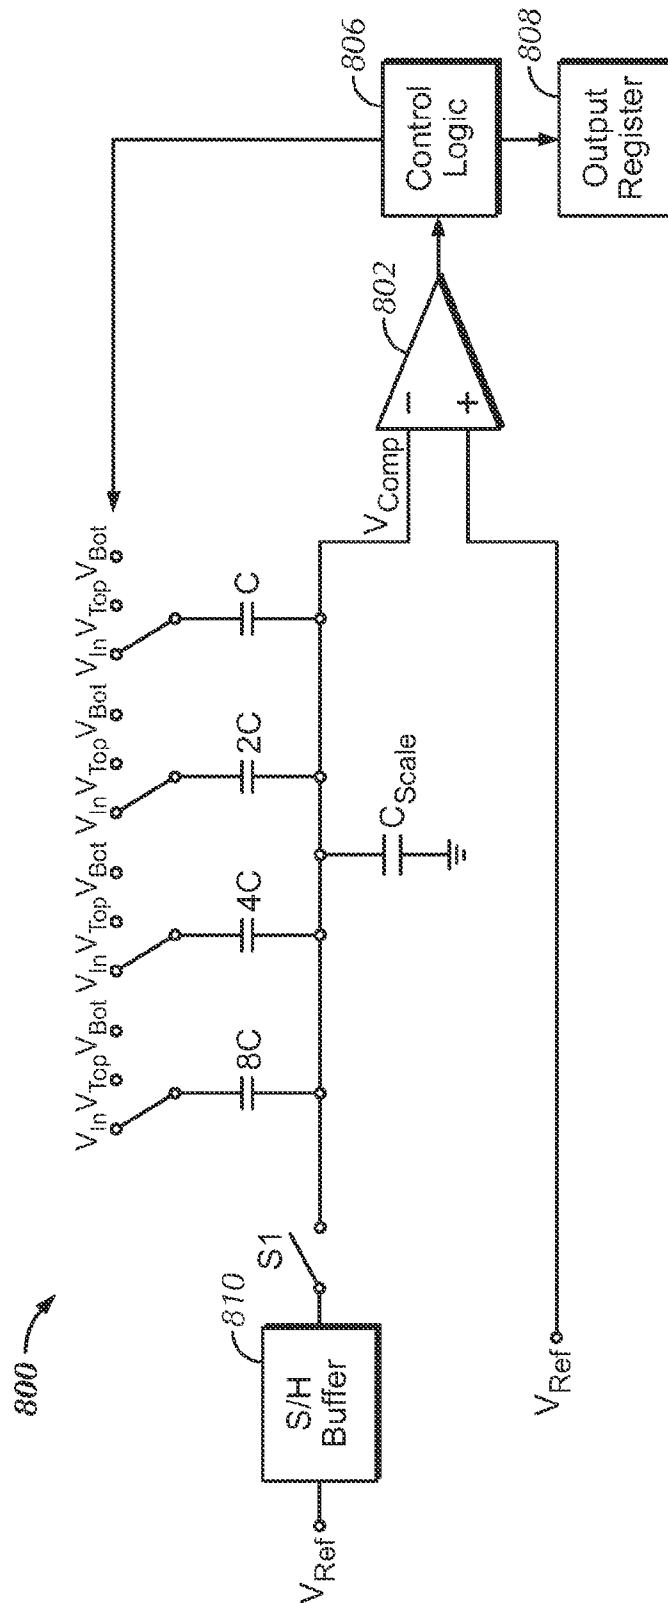 800
V_Ref
S/H
Buffer
810
S1
V_In V_Top V_Bot
8C
V_In V_Top V_Bot
4C
C_Scale
V_In V_Top V_Bot
2C
V_In V_Top V_Bot
C
V_Comp
−
+
802
Control
Logic
806
Output
Register
808
V_Ref